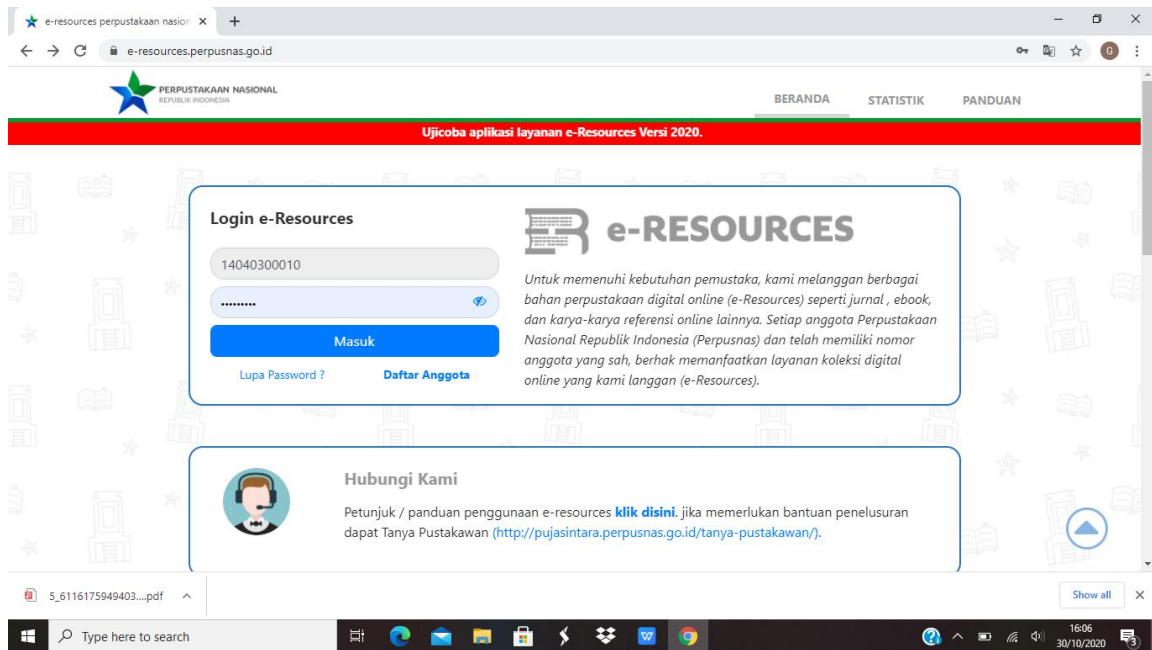 e-resources perpustakaan nasion
e-resources.perpusnas.go.id
G
PERPUSTAKAAN NASIONAL
REPUBLIK INDONESIA
BERANDA STATISTIK PANDUAN
Ujicoba aplikasi layanan e-Resources Versi 2020.
Login e-Resources
14040300010
Masuk
Lupa Password ? Daftar Anggota
e-RESOURCES
Untuk memenuhi kebutuhan pemustaka, kami melanggan berbagai
bahan perpustakaan digital online (e-Resources) seperti jurnal , ebook,
dan karya-karya referensi online lainnya. Setiap anggota Perpustakaan
Nasional Republik Indonesia (Perpusnas) dan telah memiliki nomor
anggota yang sah, berhak memanfaatkan layanan koleksi digital
online yang kami langgan (e-Resources).
Hubungi Kami
Petunjuk / panduan penggunaan e-resources klik disini. jika memerlukan bantuan penelusuran
dapat Tanya Pustakawan (http://pujasintara.perpusnas.go.id/tanya-pustakawan/).
5_6116175949403....pdf
Show all
Type here to search
16:06
30/10/2020
3